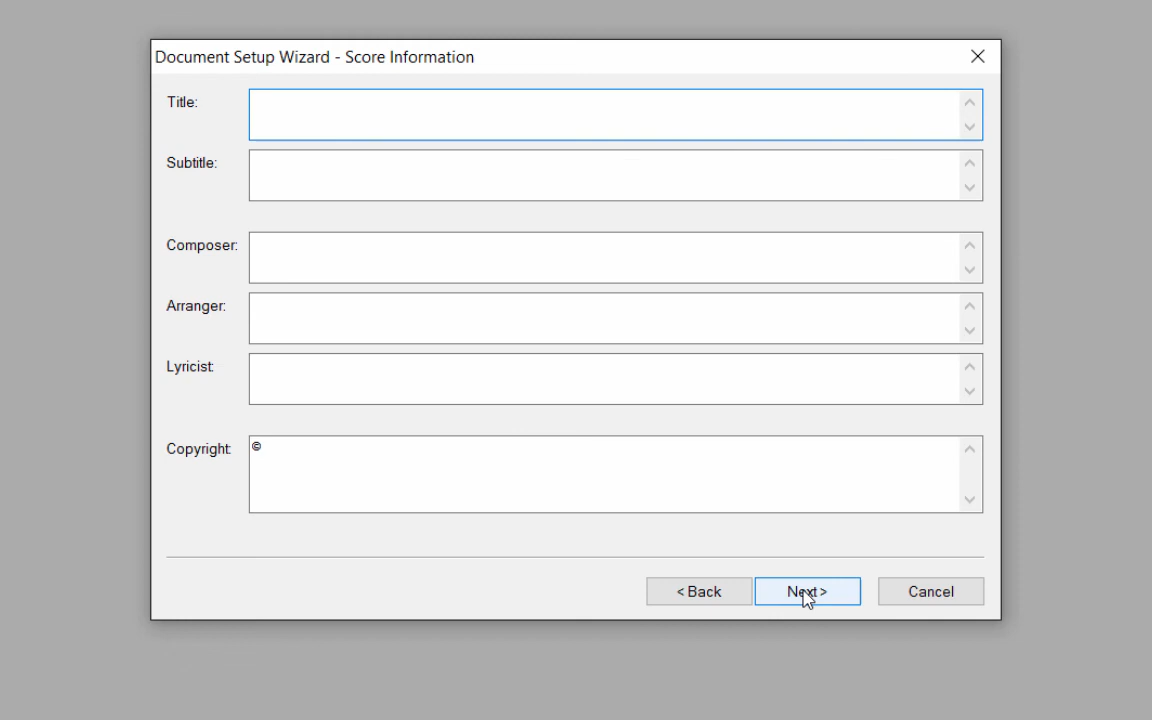 Document Setup Wizard - Score Information
Title:
Subtitle:
Composer:
Arranger:
Lyricist:
Copyright:
©
< Back
Next >
Cancel